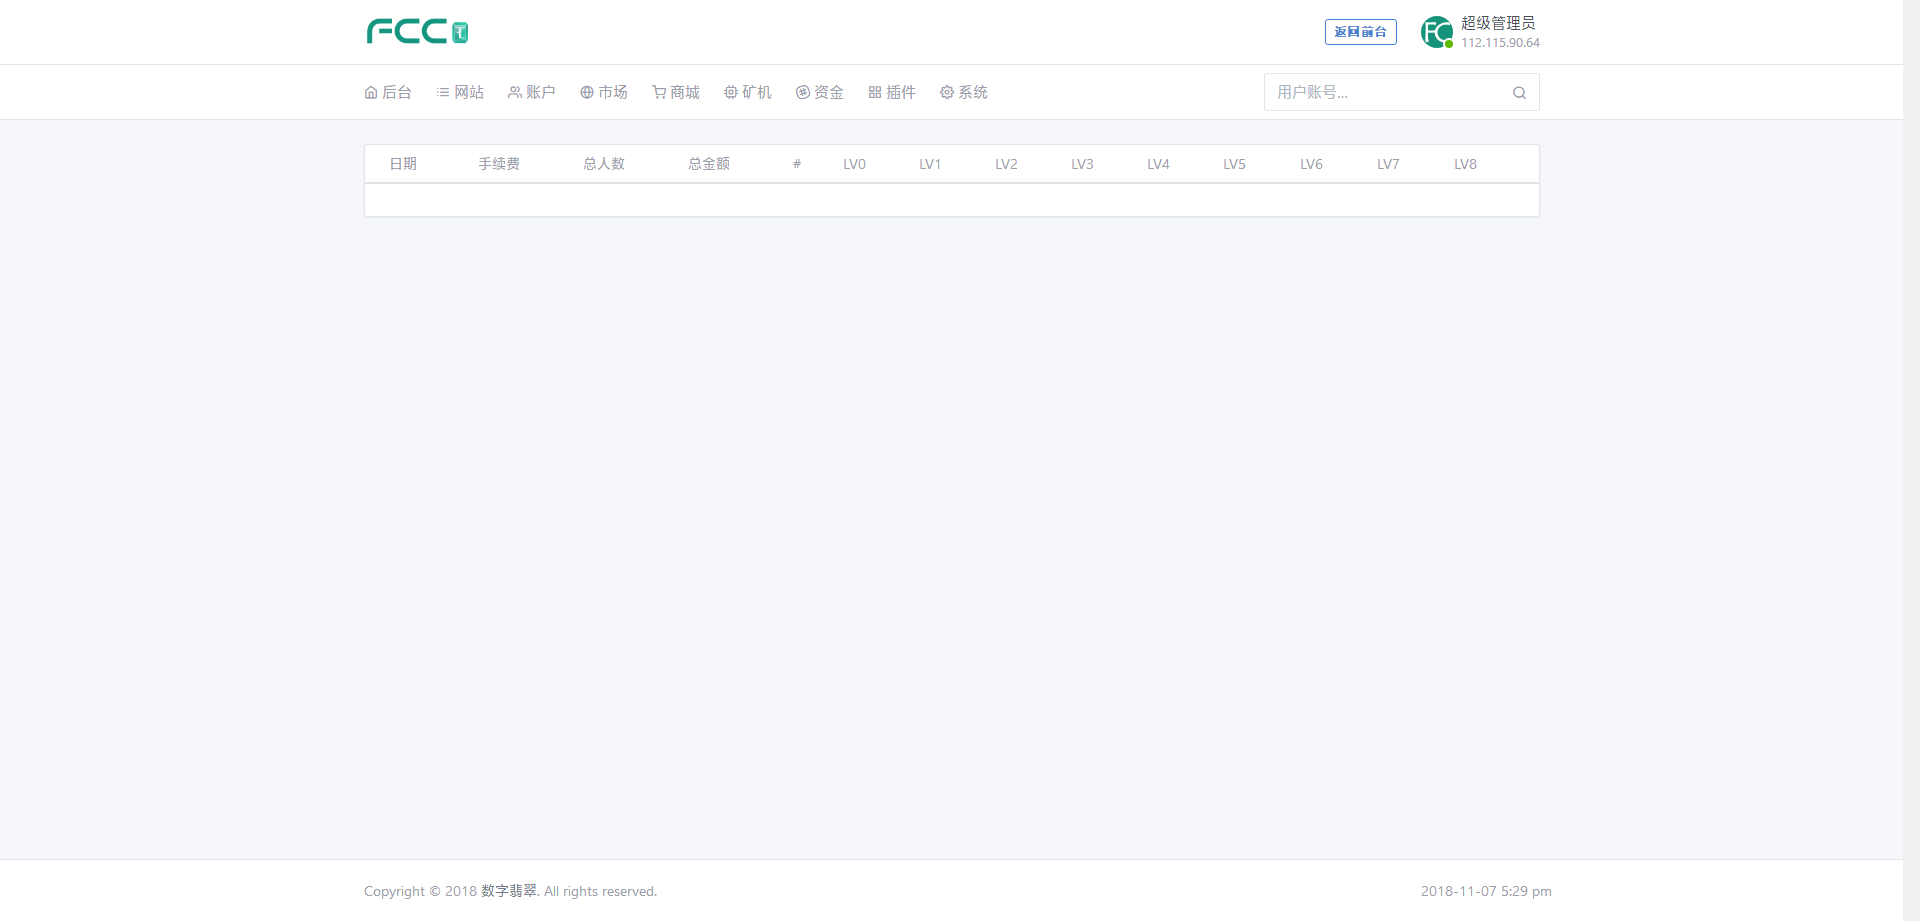 FCC
返回前台
超级管理员
112.115.90.64
后台 网站 账户 市场 商城 矿机 资金 插件 系统
用户账号...
日期 手续费 总人数 总金额 # LV0 LV1 LV2 LV3 LV4 LV5 LV6 LV7 LV8
Copyright © 2018 数字翡翠. All rights reserved.
2018-11-07 5:29 pm